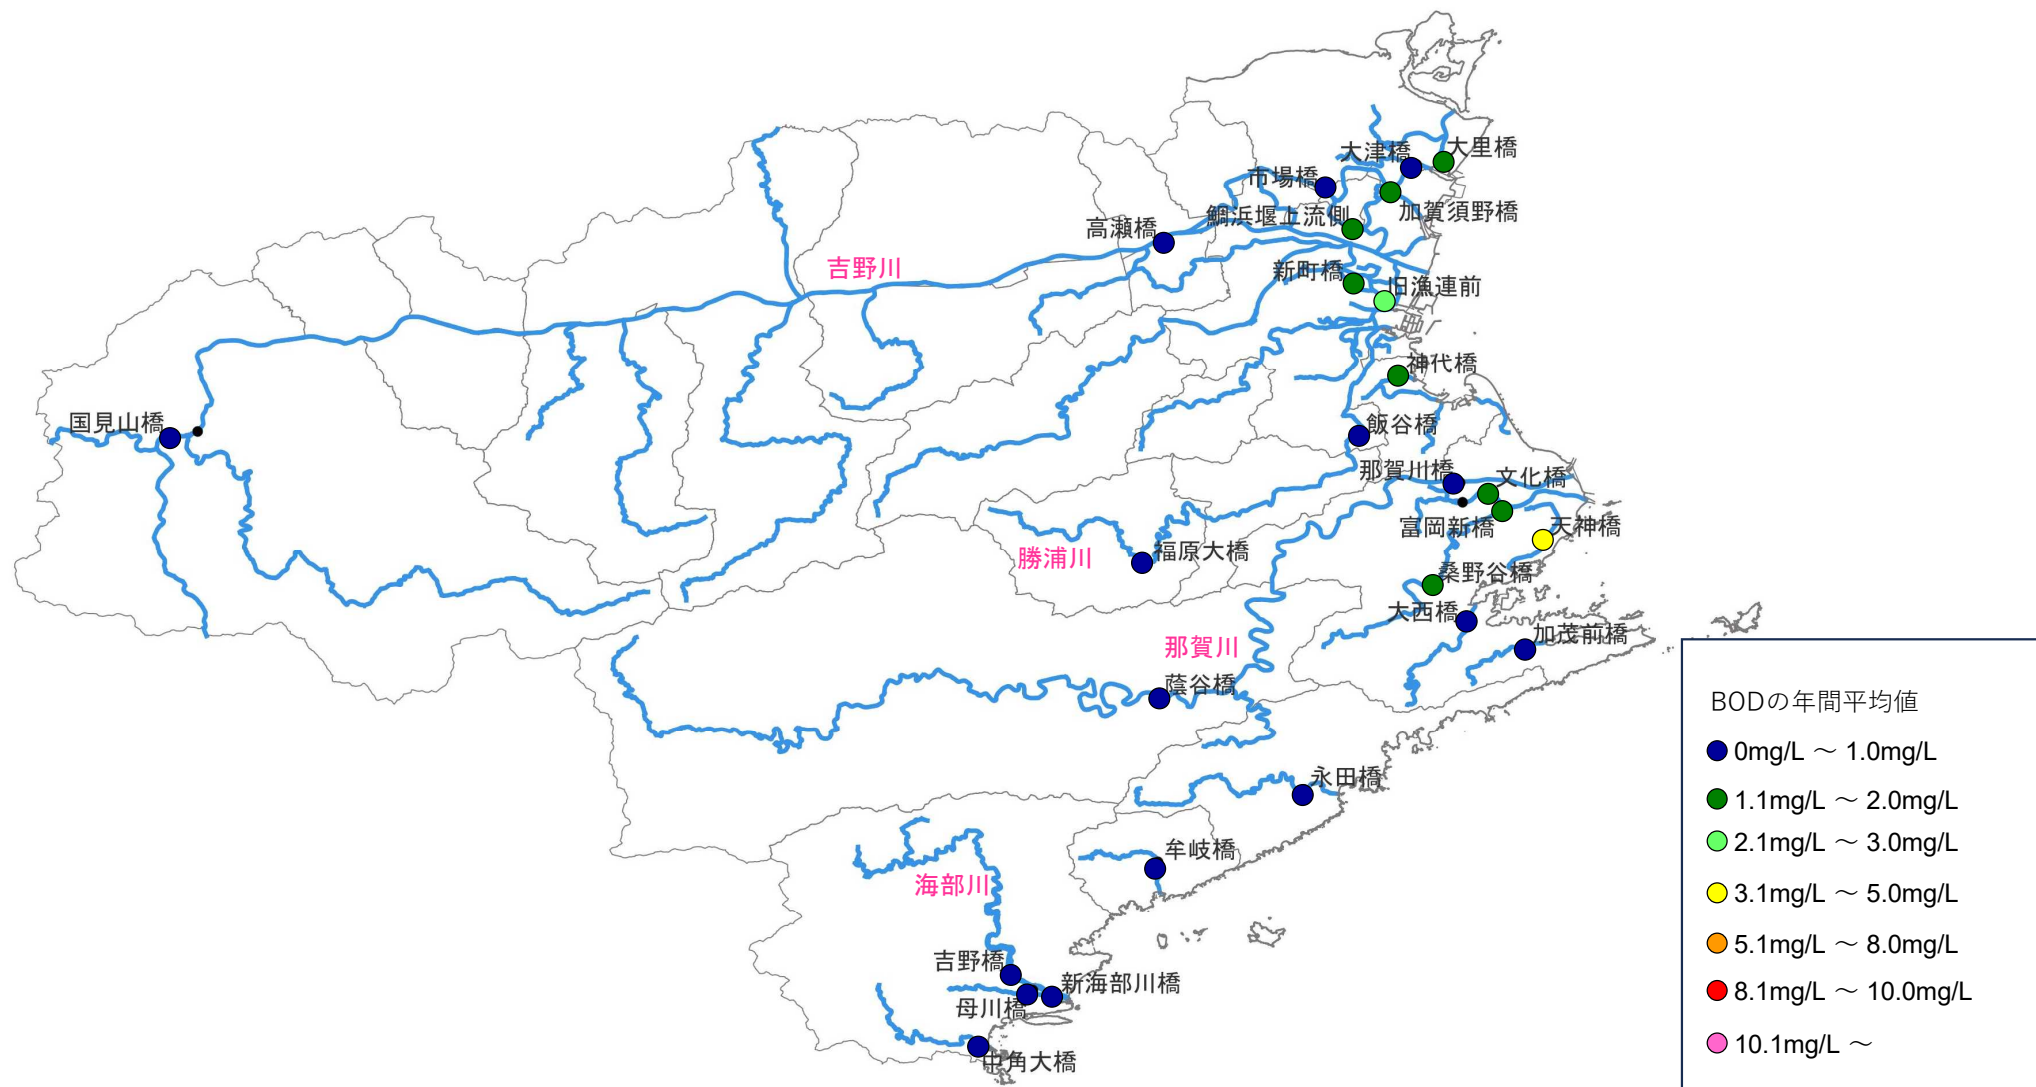 大里橋
大津橋
市場橋
加賀須野橋
鯛浜堰上流側
高瀬橋
吉野川
新町橋
旧漁連前
神代橋
国見山橋
飯谷橋
那賀川橋
文化橋
富岡新橋
天神橋
勝浦川
福原大橋
桑野谷橋
大西橋
加茂前橋
那賀川
蔭谷橋
永田橋
牟岐橋
海部川
吉野橋
新海部川橋
母川橋
中角大橋
BODの年間平均値
0mg/L ～ 1.0mg/L
1.1mg/L ～ 2.0mg/L
2.1mg/L ～ 3.0mg/L
3.1mg/L ～ 5.0mg/L
5.1mg/L ～ 8.0mg/L
8.1mg/L ～ 10.0mg/L
10.1mg/L ～